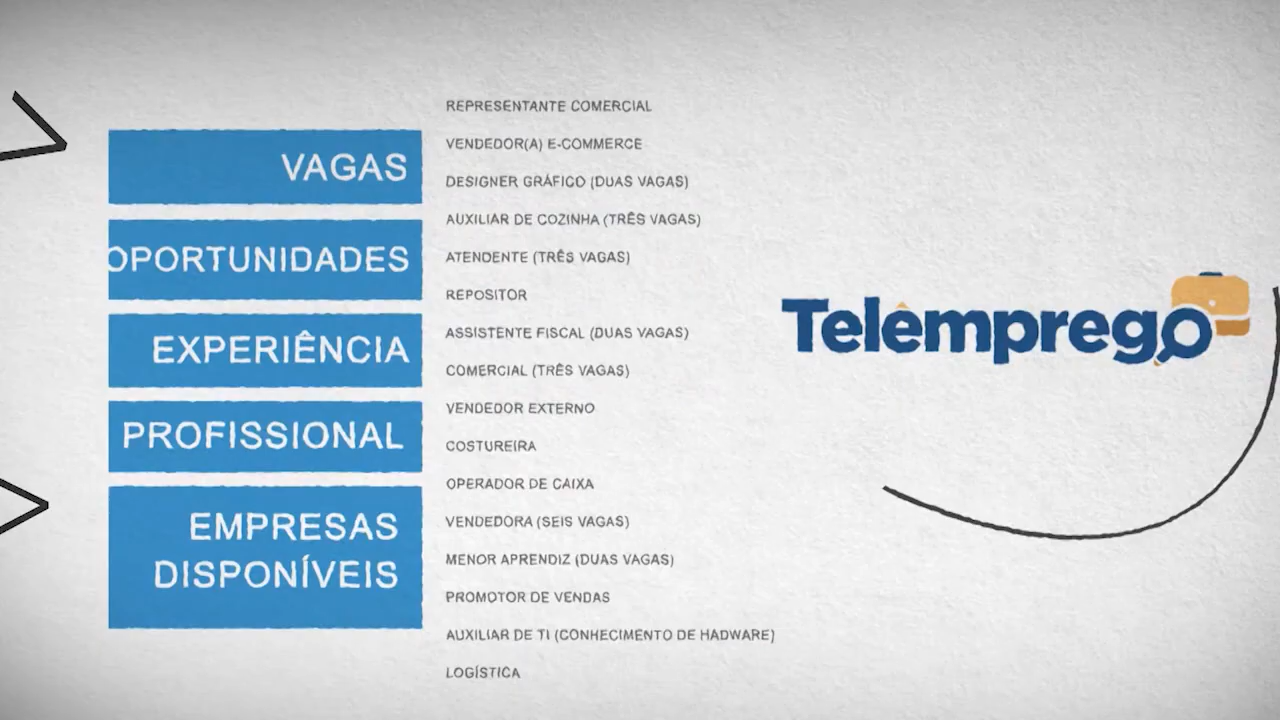 VAGAS
OPORTUNIDADES
EXPERIÊNCIA
PROFISSIONAL
EMPRESAS
DISPONÍVEIS
REPRESENTANTE COMERCIAL
VENDEDOR(A) E-COMMERCE
DESIGNER GRÁFICO (DUAS VAGAS)
AUXILIAR DE COZINHA (TRÊS VAGAS)
ATENDENTE (TRÊS VAGAS)
REPOSITOR
ASSISTENTE FISCAL (DUAS VAGAS)
COMERCIAL (TRÊS VAGAS)
VENDEDOR EXTERNO
COSTUREIRA
OPERADOR DE CAIXA
VENDEDORA (SEIS VAGAS)
MENOR APRENDIZ (DUAS VAGAS)
PROMOTOR DE VENDAS
AUXILIAR DE TI (CONHECIMENTO DE HADWARE)
LOGÍSTICA
Telêmprego